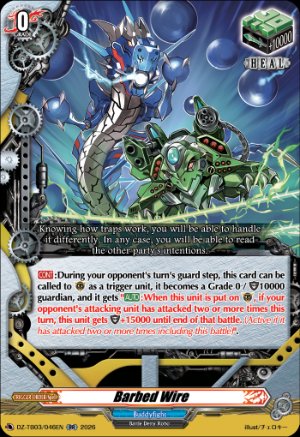 0
GRADE
+10000
HEAL
Knowing how traps work, you will be able to handle
it differently. In any case, you will be able to read
the other party's intentions.
CONT:During your opponent's turn's guard step, this card can be
called to as a trigger unit, it becomes a Grade 0 / 10000
guardian, and it gets "AUTO:When this unit is put on , if your
opponent's attacking unit has attacked two or more times this
turn, this unit gets +15000 until end of that battle. (Active if it
has attacked two or more times including this battle!)".
Barbed Wire
Buddyfight
Battle Deity Robo
DZ-TB03/046EN 2026